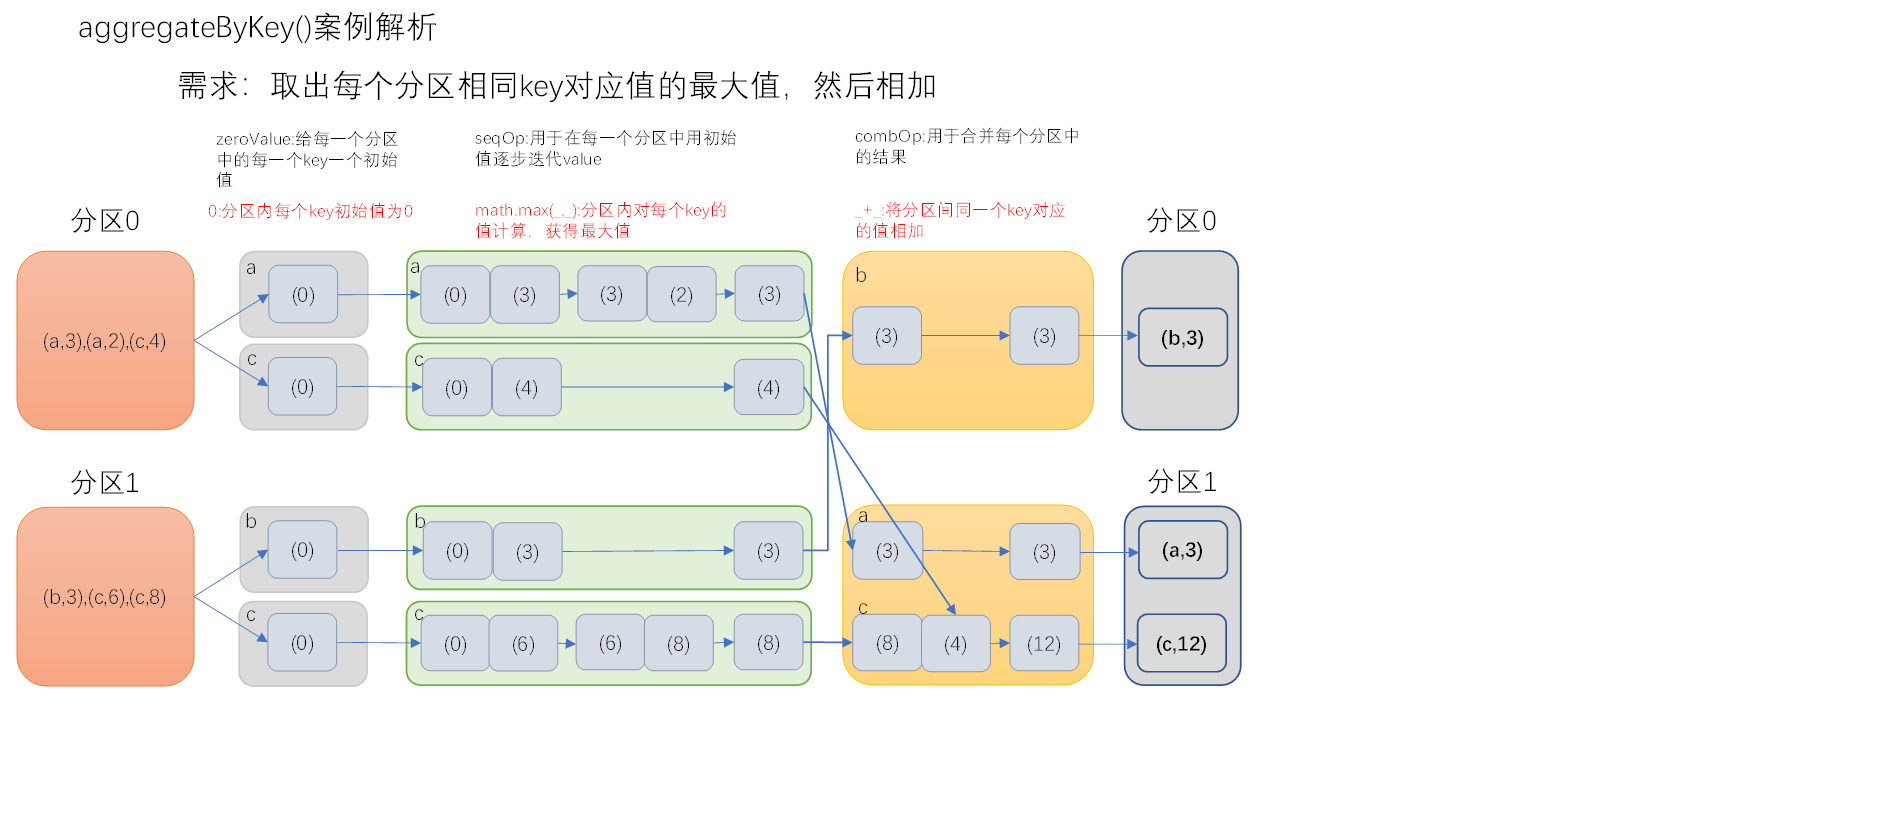 aggregateByKey()案例解析
需求：取出每个分区相同key对应值的最大值，然后相加
zeroValue:给每一个分区
中的每一个key一个初始
值
seqOp:用于在每一个分区中用初始
值逐步迭代value
combOp:用于合并每个分区中
的结果
0:分区内每个key初始值为0
math.max(_,_):分区内对每个key的
值计算，获得最大值
_+_:将分区间同一个key对应
的值相加
分区0
分区0
(a,3),(a,2),(c,4)
a
(0)
a
(0)
(3)
(3)
(2)
(3)
c
(0)
c
(0)
(4)
(4)
b
(3)
(3)
(b,3)
分区1
分区1
(b,3),(c,6),(c,8)
b
(0)
b
(0)
(3)
(3)
c
(0)
c
(0)
(6)
(6)
(8)
(8)
a
(3)
(3)
(a,3)
c
(8)
(4)
(12)
(c,12)